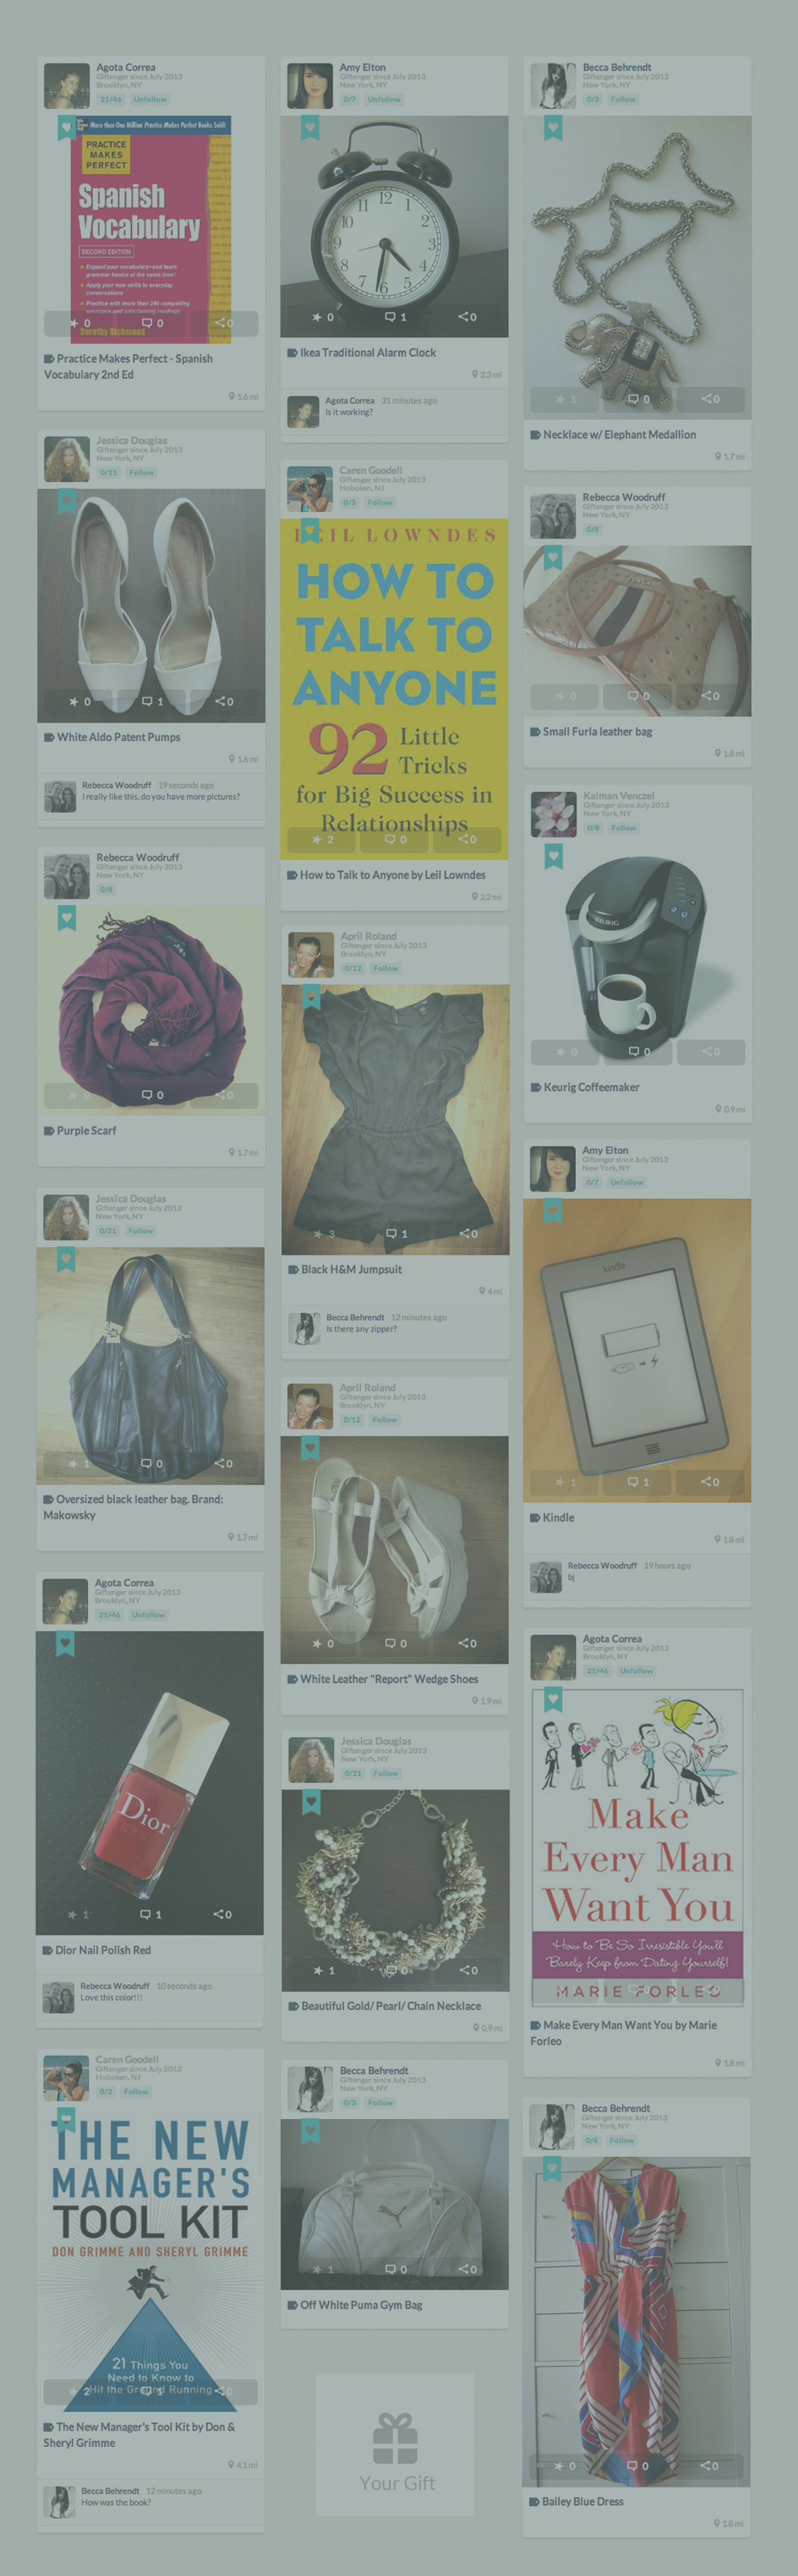 Agota Correa
Giftenger since July 2013
Brooklyn, NY
21/46 Unfollow
More than One Million Practice Makes Perfect Books Sold!
PRACTICE
MAKES
PERFECT
Spanish
Vocabulary
SECOND EDITION
Expand your vocabulary—and learn
grammar basics at the same time!
Apply your new skills to everyday
conversations
Practice with more than 240 compelling
exercises and entertaining readings
Dorothy Richmond
0 0 0
Practice Makes Perfect - Spanish
Vocabulary 2nd Ed
1.6 mi
Jessica Douglas
Giftenger since July 2013
New York, NY
0/11 Follow
0 1 0
White Aldo Patent Pumps
1.6 mi
Rebecca Woodruff 19 seconds ago
I really like this, do you have more pictures?
Rebecca Woodruff
Giftenger since July 2013
New York, NY
0/8
0 0
Purple Scarf
1.7 mi
Jessica Douglas
Giftenger since July 2013
New York, NY
0/21 Follow
1 0 0
Oversized black leather bag. Brand:
Makowsky
1.7 mi
Agota Correa
Giftenger since July 2013
Brooklyn, NY
21/46 Unfollow
Dior
1 1 0
Dior Nail Polish Red
Rebecca Woodruff 10 seconds ago
Love this color!!!
Caren Goodell
Giftenger since July 2013
Hoboken, NJ
0/3 Follow
THE NEW
MANAGER'S
TOOL KIT
DON GRIMME AND SHERYL GRIMME
21 Things You
Need to Know to
Hit the Ground Running
2 1 0
The New Manager's Tool Kit by Don &
Sheryl Grimme
4.1 mi
Becca Behrendt 12 minutes ago
How was the book?
Amy Elton
Giftenger since July 2013
New York, NY
0/7 Unfollow
12
11 1
10 2
9 3
8 4
7 6 5
0 1 0
Ikea Traditional Alarm Clock
2.3 mi
Agota Correa 31 minutes ago
Is it working?
Caren Goodell
Giftenger since July 2013
Hoboken, NJ
0/3 Follow
LEIL LOWNDES
HOW TO
TALK TO
ANYONE
92 Little
Tricks
for Big Success in
Relationships
2 0 0
How to Talk to Anyone by Leil Lowndes
2.2 mi
April Roland
Giftenger since July 2013
Brooklyn, NY
0/12 Follow
3 1 0
Black H&M Jumpsuit
4 mi
Becca Behrendt 12 minutes ago
Is there any zipper?
April Roland
Giftenger since July 2013
Brooklyn, NY
0/12 Follow
0 0 0
White Leather "Report" Wedge Shoes
1.9 mi
Jessica Douglas
Giftenger since July 2013
New York, NY
0/21 Follow
1 0 0
Beautiful Gold/ Pearl/ Chain Necklace
0.9 mi
Becca Behrendt
Giftenger since July 2013
New York, NY
0/3 Follow
1 0 0
Off White Puma Gym Bag
Your Gift
Becca Behrendt
Giftenger since July 2013
New York, NY
0/3 Follow
1 0 0
Necklace w/ Elephant Medallion
1.7 mi
Rebecca Woodruff
Giftenger since July 2013
New York, NY
0/8
FURLA
0 0 0
Small Furla leather bag
1.8 mi
Kalman Venczel
Giftenger since July 2013
New York, NY
0/8 Follow
KEURIG
0 0 0
Keurig Coffeemaker
0.9 mi
Amy Elton
Giftenger since July 2013
New York, NY
0/7 Unfollow
kindle
1 1 0
Kindle
1.8 mi
Rebecca Woodruff 19 hours ago
bj
Agota Correa
Giftenger since July 2013
Brooklyn, NY
21/46 Unfollow
Make
Every Man
Want You
How to Be So Irresistible You'll
Barely Keep from Dating Yourself!
MARIE FORLEO
Make Every Man Want You by Marie
Forleo
1.8 mi
Becca Behrendt
Giftenger since July 2013
New York, NY
0/6 Follow
0 0 0
Bailey Blue Dress
1.8 mi